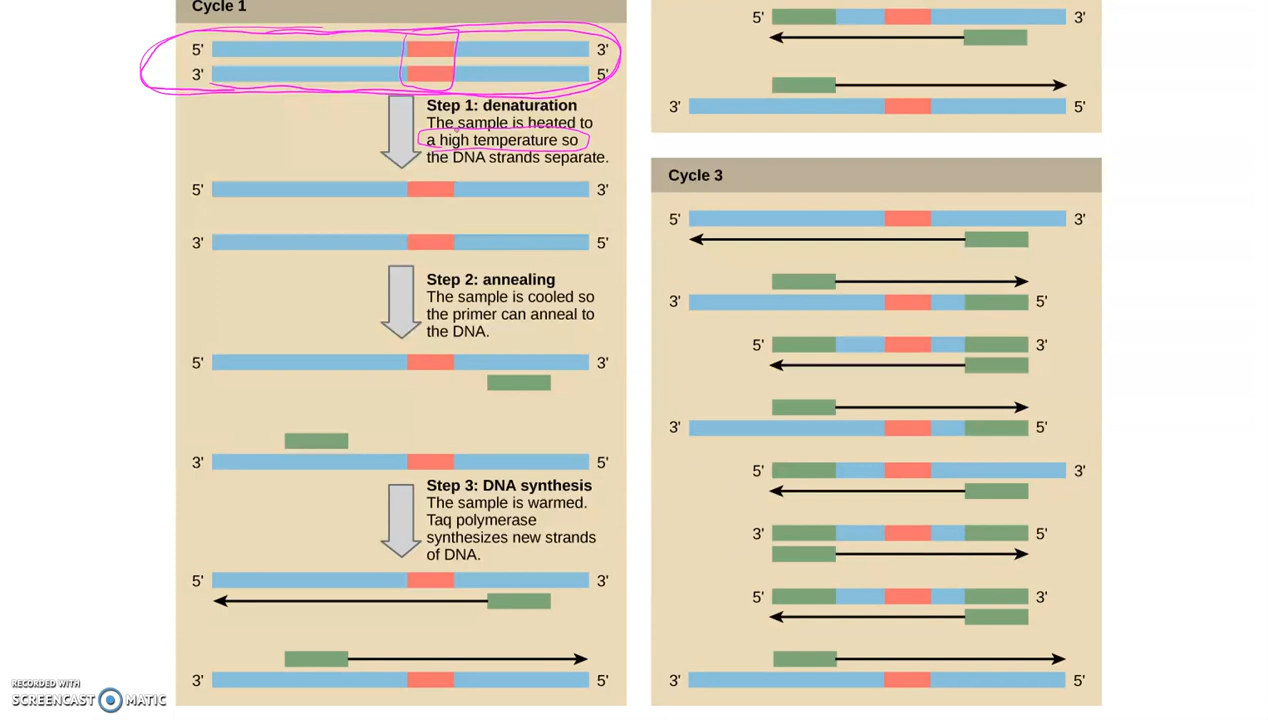 Cycle 1
5' 3'
3' 5'
Step 1: denaturation
The sample is heated to
a high temperature so
the DNA strands separate.
5' 3'
3' 5'
Step 2: annealing
The sample is cooled so
the primer can anneal to
the DNA.
5' 3'
3' 5'
Step 3: DNA synthesis
The sample is warmed.
Taq polymerase
synthesizes new strands
of DNA.
5' 3'
3' 5'
5' 3'
3' 5'
Cycle 3
5' 3'
3' 5'
5' 3'
3' 5'
5' 3'
3' 5'
5' 3'
3' 5'
RECORDED WITH
SCREENCAST MATIC